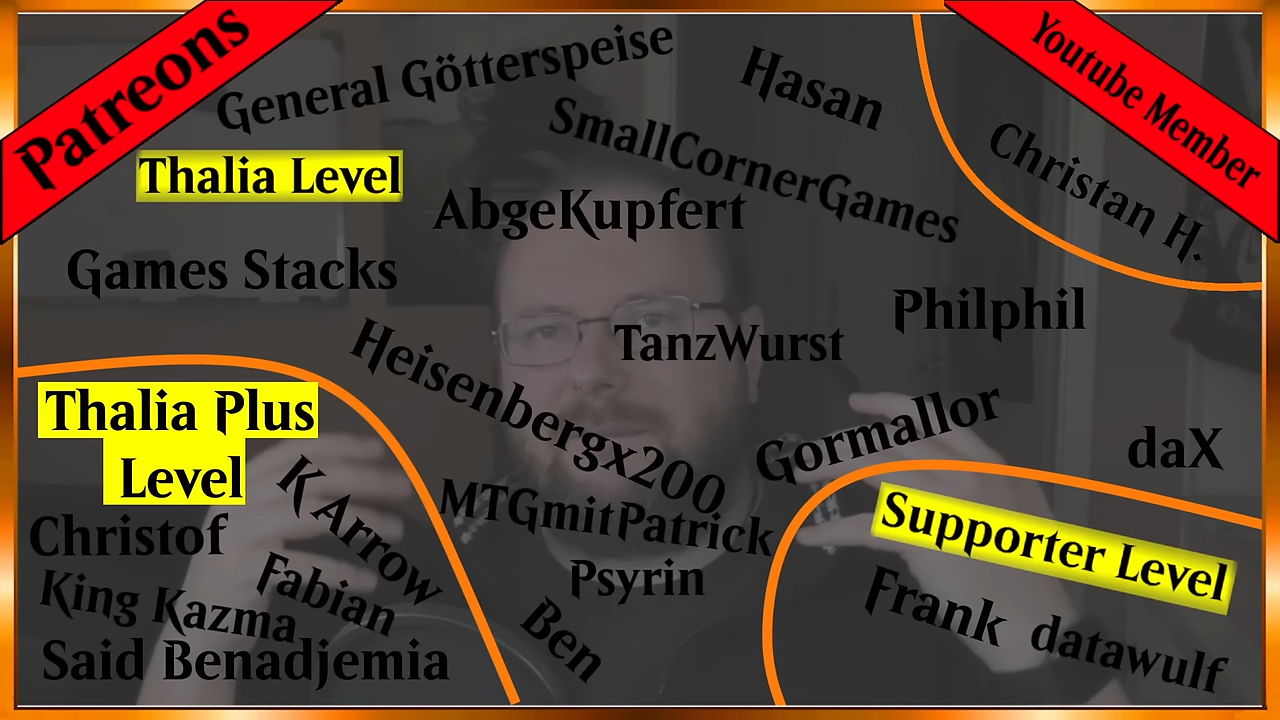 Patreons
General Götterspeise
Hasan
Youtube Member
SmallCornerGames
Christan H.
Thalia Level
AbgeKupfert
Games Stacks
Philphil
TanzWurst
Heisenbergx200
Gormallor
daX
Thalia Plus
Level
K Arrow
MTGmitPatrick
Supporter Level
Christof
Fabian
Psyrin
Frank
datawulf
King Kazma
Ben
Said Benadjemia